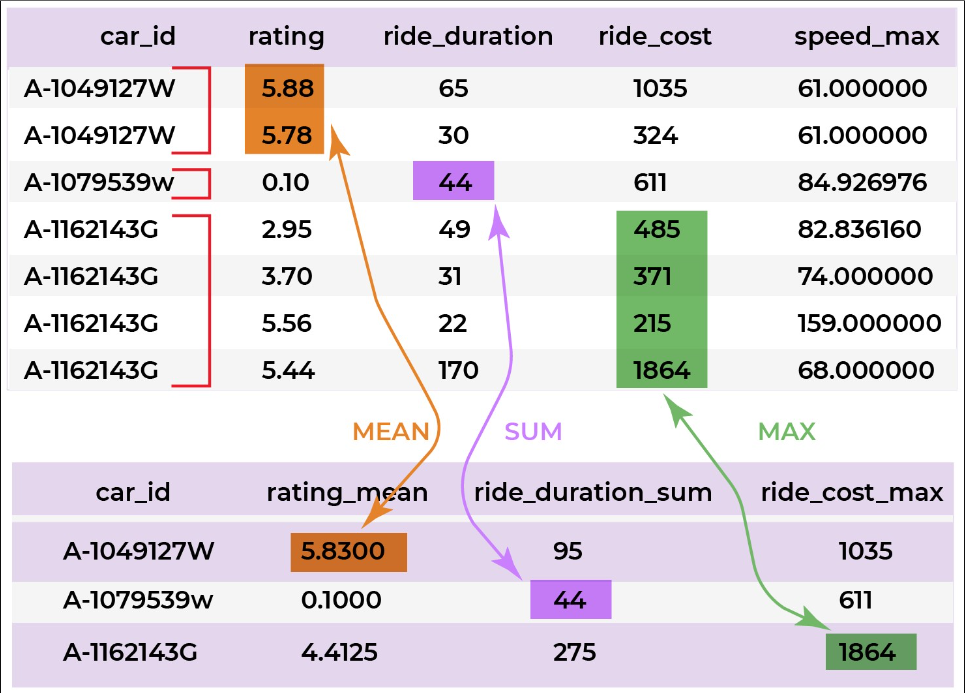 car_id rating ride_duration ride_cost speed_max
A-1049127W 5.88 65 1035 61.000000
A-1049127W 5.78 30 324 61.000000
A-1079539w 0.10 44 611 84.926976
A-1162143G 2.95 49 485 82.836160
A-1162143G 3.70 31 371 74.000000
A-1162143G 5.56 22 215 159.000000
A-1162143G 5.44 170 1864 68.000000
MEAN SUM MAX
car_id rating_mean ride_duration_sum ride_cost_max
A-1049127W 5.8300 95 1035
A-1079539w 0.1000 44 611
A-1162143G 4.4125 275 1864